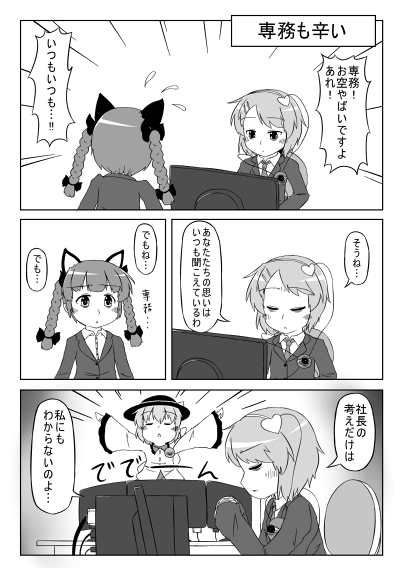 専務も辛い
専務!
お空やばいですよ
あれ!
いつもいつも…!!
そうね…
あなたたちの思いは
いつも聞こえているわ
でもね…
専務…
でも…
社長の
考えだけは
ででーん
私にも
わからないのよ…